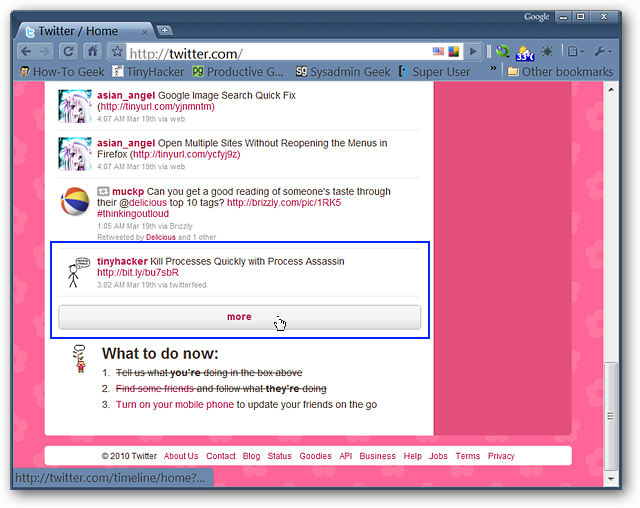 Google
Twitter / Home
http://twitter.com/
33°F
How-To Geek TinyHacker Productive G... Sysadmin Geek Super User » Other bookmarks
asian_angel Google Image Search Quick Fix
(http://tinyurl.com/yjnmntm)
4:07 AM Mar 19th via web
asian_angel Open Multiple Sites Without Reopening the Menus in
Firefox (http://tinyurl.com/ycfyj9z)
4:07 AM Mar 19th via web
muckp Can you get a good reading of someone's taste through
their @delicious top 10 tags? http://brizzly.com/pic/1RK5
#thinkingoutloud
1:05 AM Mar 19th via Brizzly
Retweeted by Delicious and 1 other
tinyhacker Kill Processes Quickly with Process Assassin
http://bit.ly/bu7sbR
3:02 AM Mar 19th via twitterfeed
more
What to do now:
1. Tell us what you're doing in the box above
2. Find some friends and follow what they're doing
3. Turn on your mobile phone to update your friends on the go
© 2010 Twitter About Us Contact Blog Status Goodies API Business Help Jobs Terms Privacy
http://twitter.com/timeline/home?...